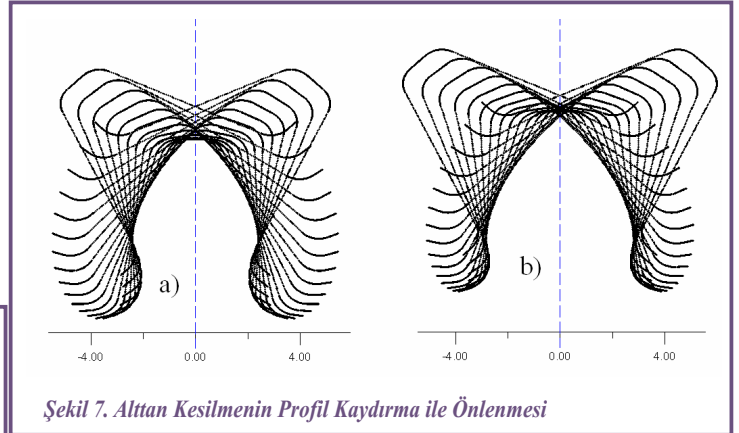 a)
b)
-4.00 0.00 4.00
-4.00 0.00 4.00
Şekil 7. Alttan Kesilmenin Profil Kaydırma ile Önlenmesi